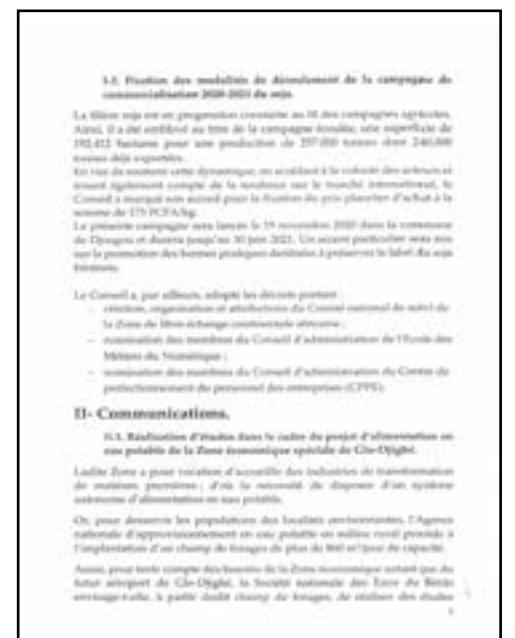 I-3. Fixation des modalités de déroulement de la campagne de
commercialisation 2020-2021 du soja.
La filière soja est en progression constante au fil des campagnes agricoles.
Ainsi, il a été emblavé au titre de la campagne écoulée, une superficie de
hectares pour une production de 257.000 tonnes dont 240.000
tonnes déjà exportées.
En vue de soutenir cette dynamique, en accédant à la volonté des acteurs et
tenant également compte de la tendance sur le marché international, le
Conseil a marqué son accord pour la fixation du prix plancher d'achat à la
somme de 175 FCFA/kg.
La présente campagne sera lancée le 19 novembre 2020 dans la commune
de Djougou et durera jusqu'au 30 juin 2021. Un accent particulier sera mis
sur la promotion des bonnes pratiques destinées à préserver le label du soja
béninois.
Le Conseil a, par ailleurs, adopté les décrets portant :
- création, organisation et attributions du Comité national de suivi de
la Zone de libre-échange continentale africaine ;
- nomination des membres du Conseil d'administration de l'Ecole des
Métiers du Numérique ;
- nomination des membres du Conseil d'administration du Centre de
perfectionnement du personnel des entreprises (CPPE).
II- Communications.
II-1. Réalisation d'études dans le cadre du projet d'alimentation en
eau potable de la Zone économique spéciale de Glo-Djigbé.
Ladite Zone a pour vocation d'accueillir des industries de transformation
de matières premières ; d'où la nécessité de disposer d'un système
autonome d'alimentation en eau potable.
Or, pour desservir les populations des localités environnantes, l'Agence
nationale d'approvisionnement en eau potable en milieu rural procède à
l'implantation d'un champ de forages de plus de m³/jour de capacité.
Aussi, pour tenir compte des besoins de la Zone économique autant que du
futur aéroport de Glo-Djigbé, la Société nationale des Eaux du Bénin
envisage-t-elle, à partir dudit champ de forages, de réaliser des études